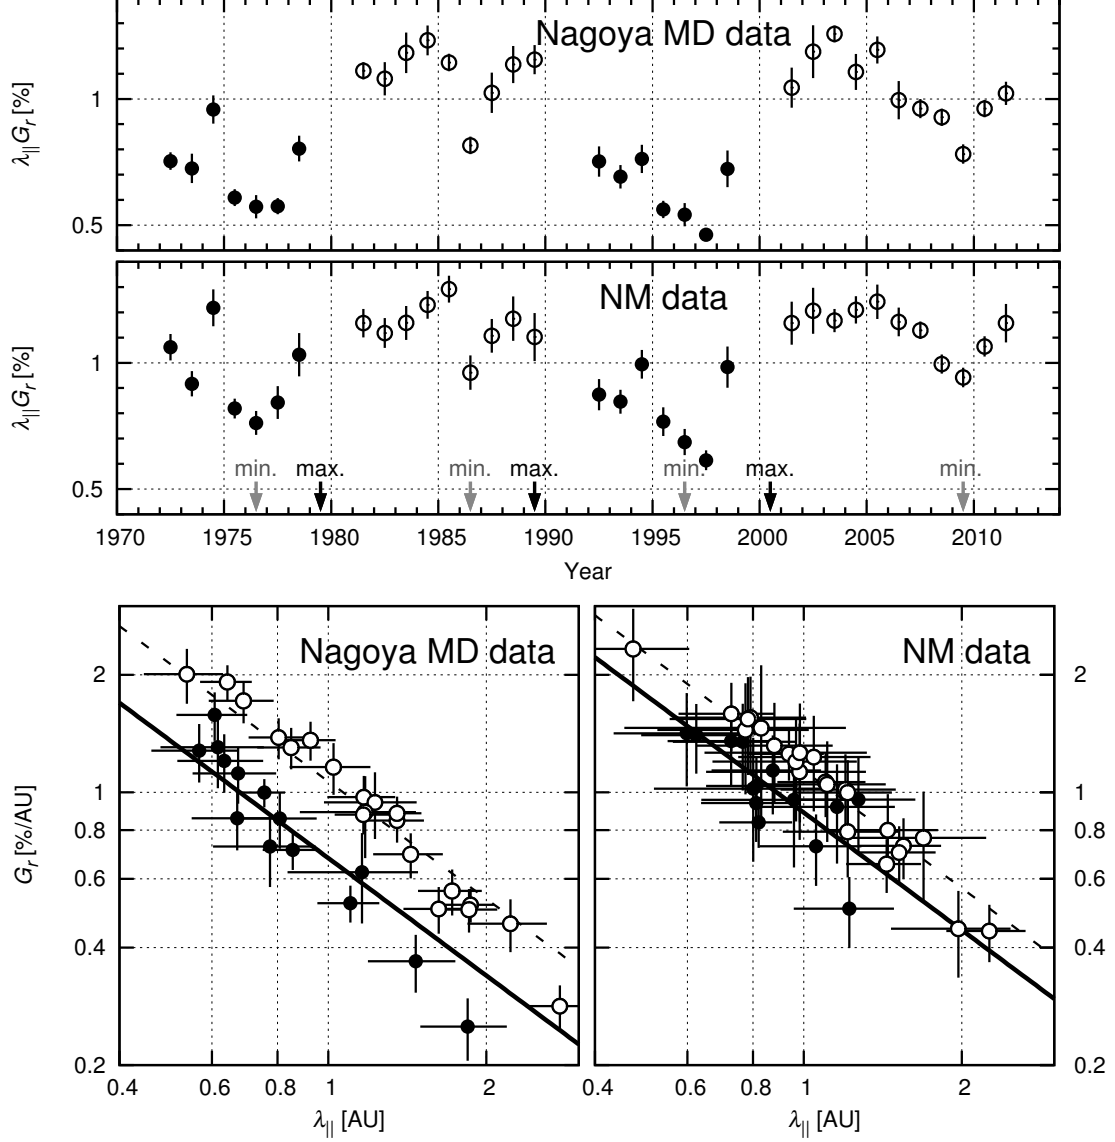 Nagoya MD data
λ||Gr [%]
1
0.5
NM data
λ||Gr [%]
1
0.5
min. max. min. max. min. max. min.
1970 1975 1980 1985 1990 1995 2000 2005 2010
Year
Nagoya MD data NM data
Gr [%/AU]
2 2
1 1
0.8 0.8
0.6 0.6
0.4 0.4
0.2 0.2
0.4 0.6 0.8 1 2 0.4 0.6 0.8 1 2
λ|| [AU] λ|| [AU]